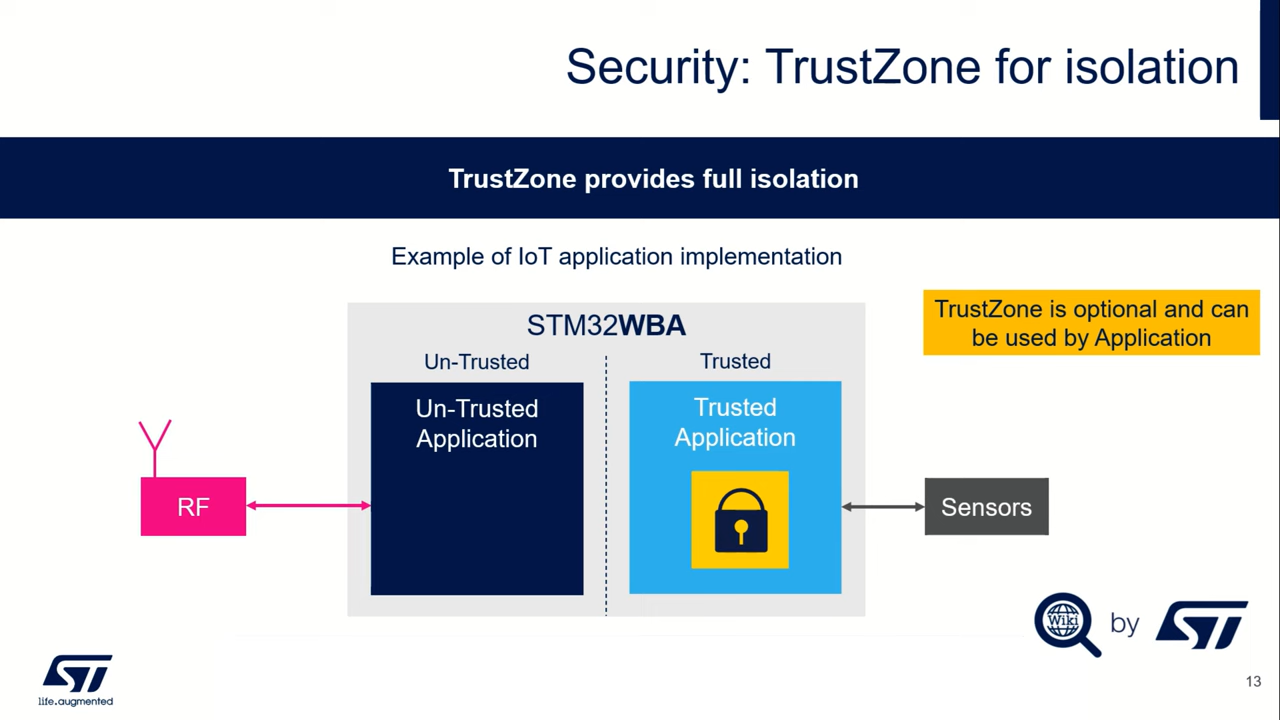 Security: TrustZone for isolation
TrustZone provides full isolation
Example of IoT application implementation
TrustZone is optional and can
be used by Application
STM32WBA
Un-Trusted
Trusted
Un-Trusted
Application
Trusted
Application
RF
Sensors
Wiki
by
ST
ST
life.augmented
13